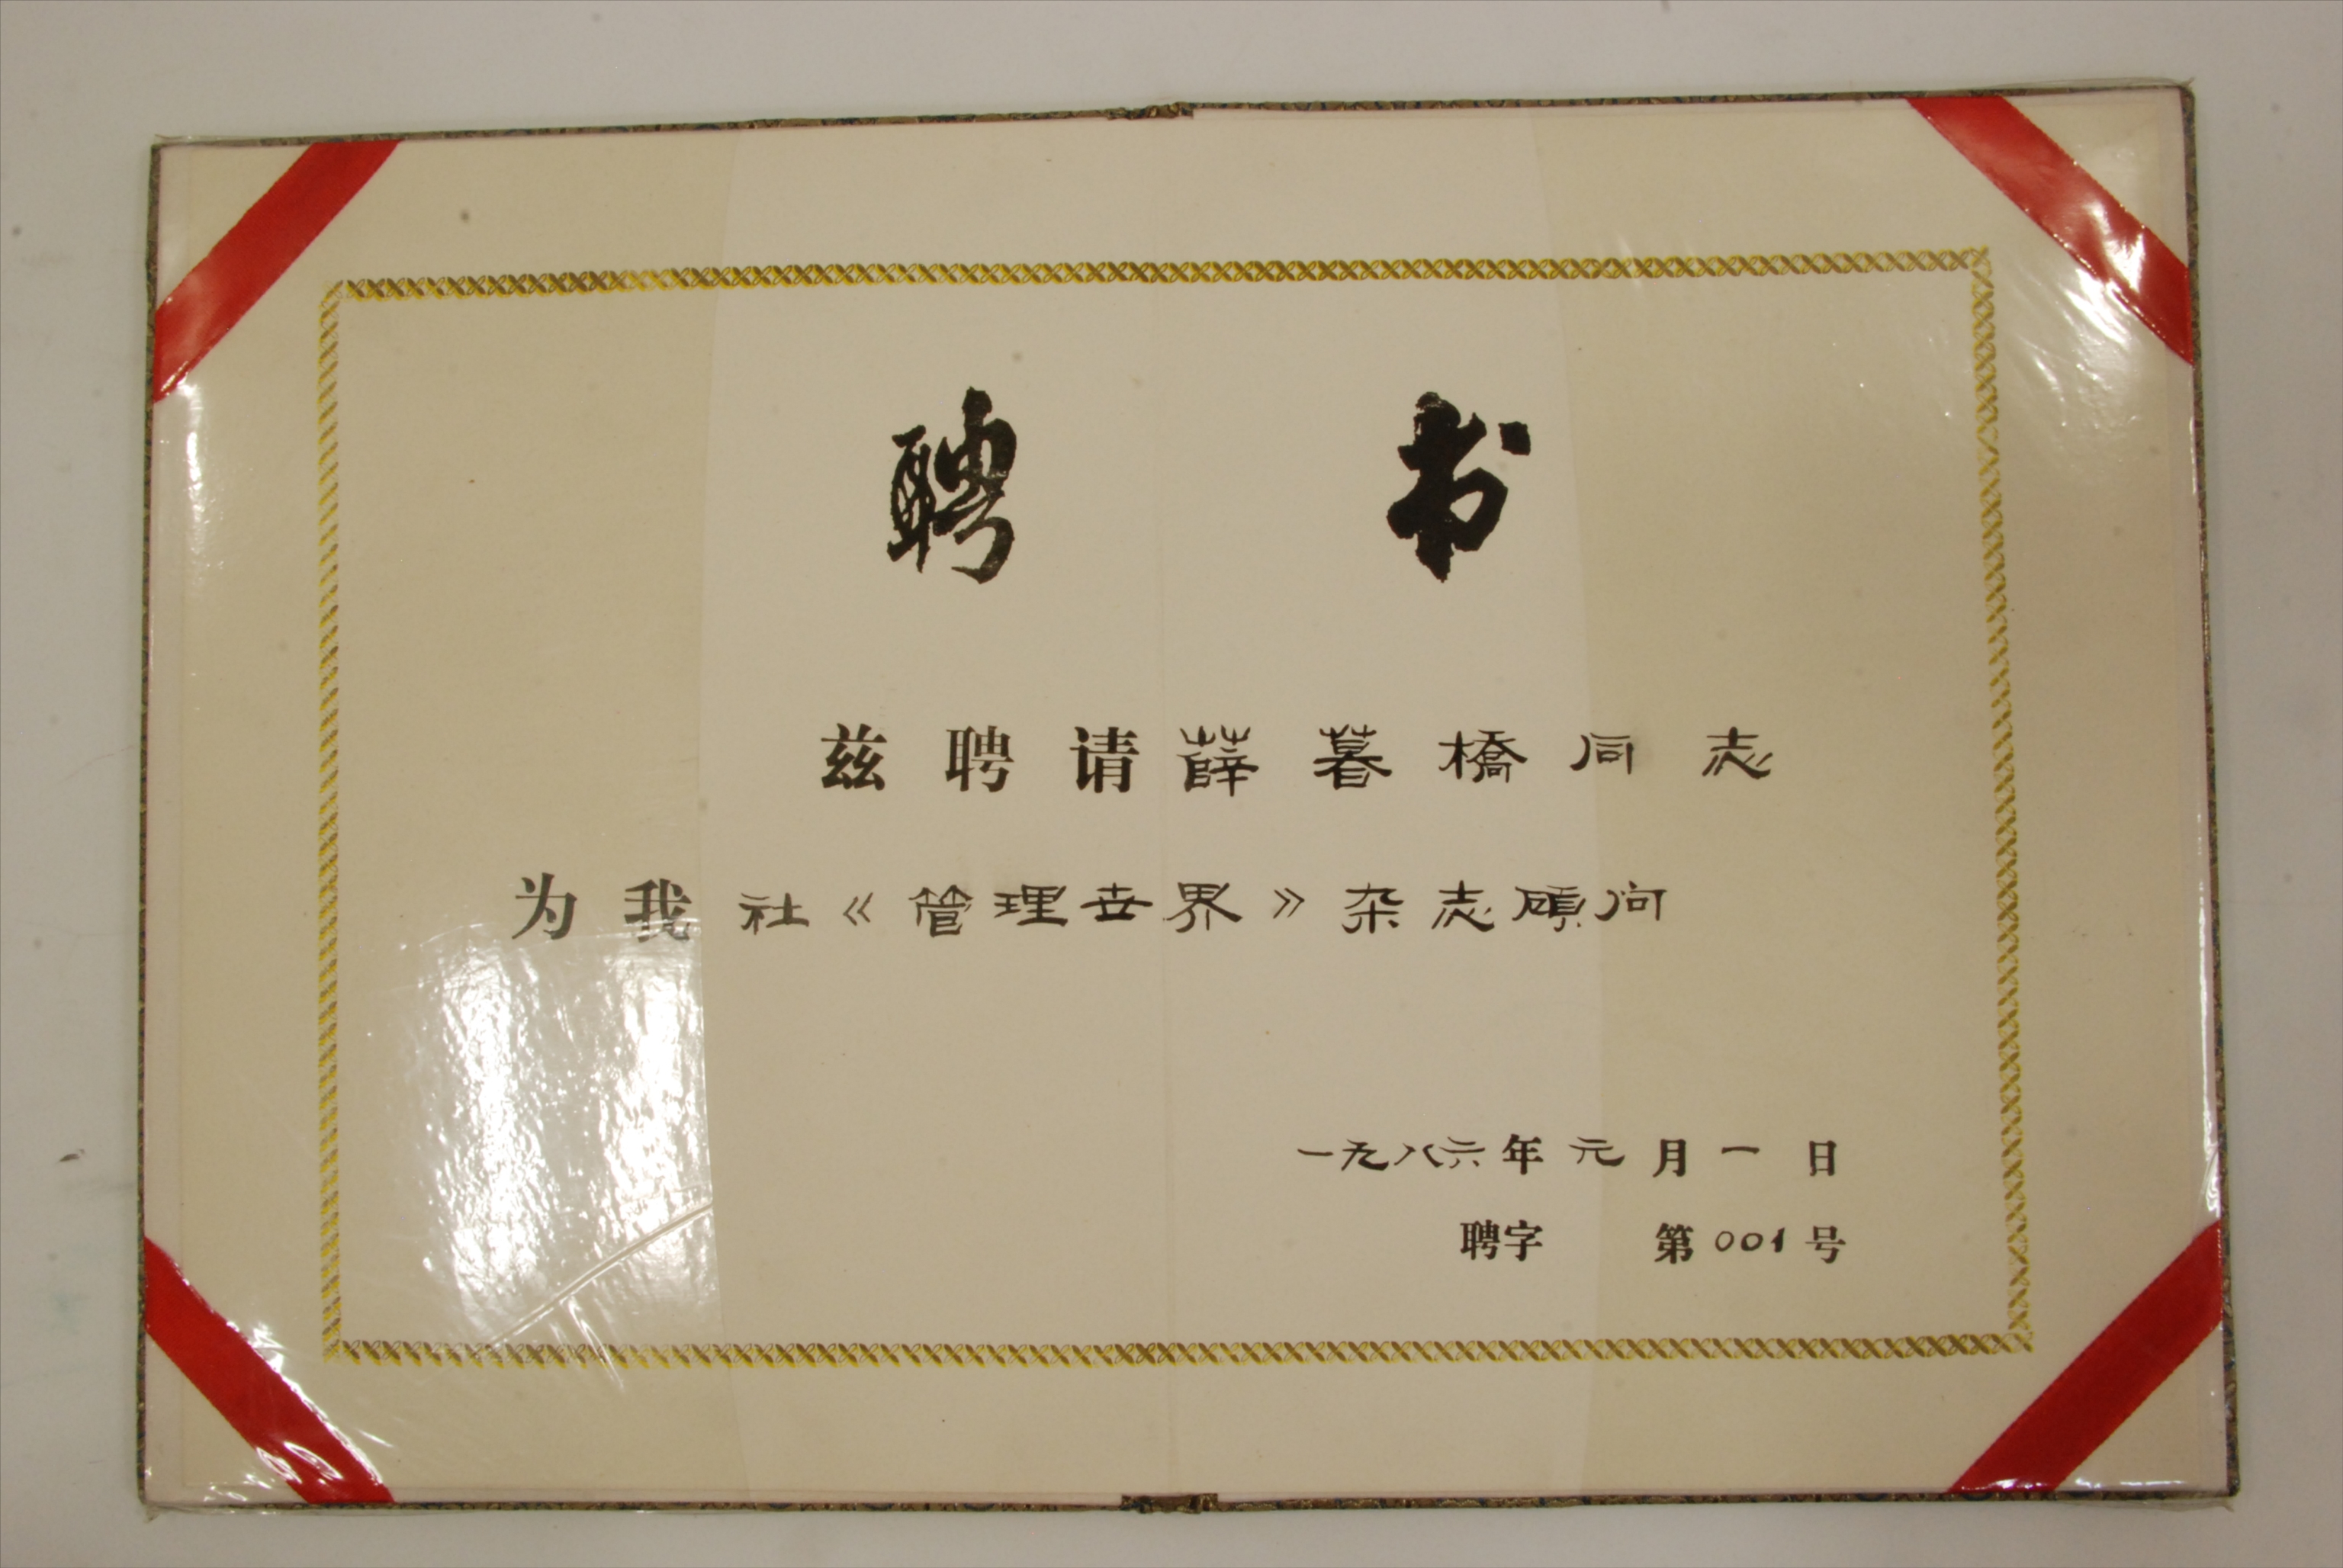 聘书
兹聘请薛暮橋同志
为我社《管理世界》杂志顾问
一九八六年元月一日
聘字 第001号